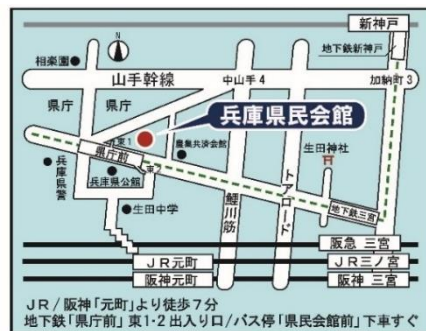 新神戸
地下鉄新神戸
相楽園
N
山手幹線
中山手4
加納町3
県庁
県庁
兵庫県民会館
東1
農業共済会館
生田神社
県庁前
東2
兵庫県警
兵庫県公館
生田中学
鯉川筋
トアロード
地下鉄三宮
阪急 三宮
JR元町
JR三ノ宮
阪神元町
阪神 三宮
JR/阪神「元町」より徒歩7分
地下鉄「県庁前」東1・2出入り口/バス停「県民会館前」下車すぐ